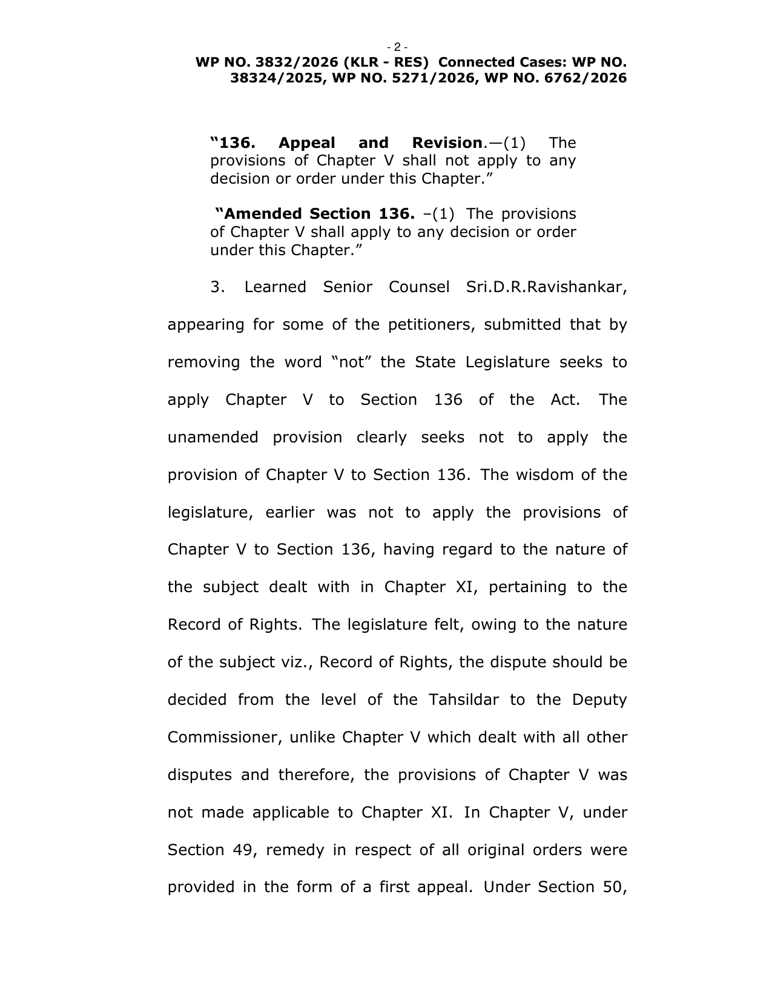 - 2 -
WP NO. 3832/2026 (KLR - RES) Connected Cases: WP NO.
38324/2025, WP NO. 5271/2026, WP NO. 6762/2026
“136. Appeal and Revision.—(1) The
provisions of Chapter V shall not apply to any
decision or order under this Chapter.”
“Amended Section 136. –(1) The provisions
of Chapter V shall apply to any decision or order
under this Chapter.”
3. Learned Senior Counsel Sri.D.R.Ravishankar,
appearing for some of the petitioners, submitted that by
removing the word “not” the State Legislature seeks to
apply Chapter V to Section 136 of the Act. The
unamended provision clearly seeks not to apply the
provision of Chapter V to Section 136. The wisdom of the
legislature, earlier was not to apply the provisions of
Chapter V to Section 136, having regard to the nature of
the subject dealt with in Chapter XI, pertaining to the
Record of Rights. The legislature felt, owing to the nature
of the subject viz., Record of Rights, the dispute should be
decided from the level of the Tahsildar to the Deputy
Commissioner, unlike Chapter V which dealt with all other
disputes and therefore, the provisions of Chapter V was
not made applicable to Chapter XI. In Chapter V, under
Section 49, remedy in respect of all original orders were
provided in the form of a first appeal. Under Section 50,